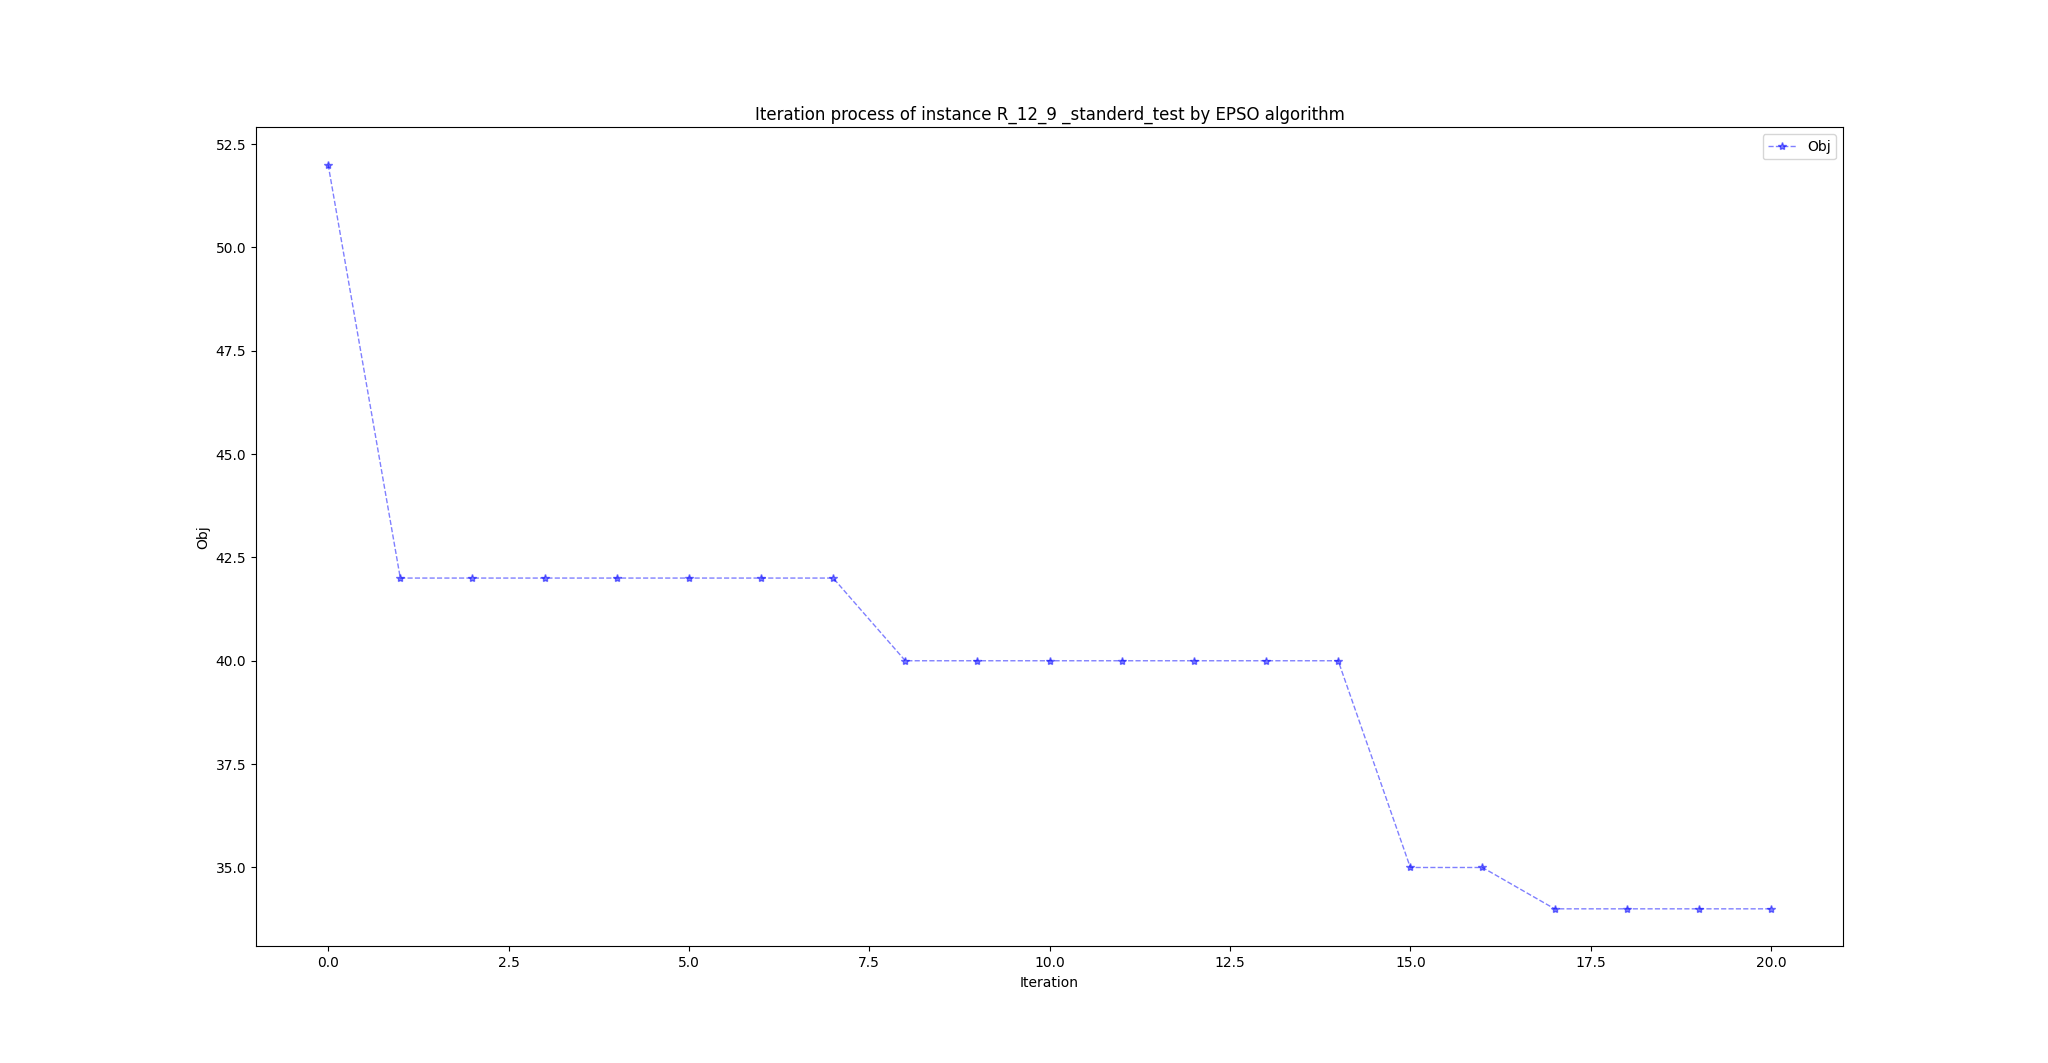 Iteration process of instance R_12_9 _standerd_test by EPSO algorithm
Obj
52.5
50.0
47.5
45.0
42.5
40.0
37.5
35.0
Obj
0.0 2.5 5.0 7.5 10.0 12.5 15.0 17.5 20.0
Iteration